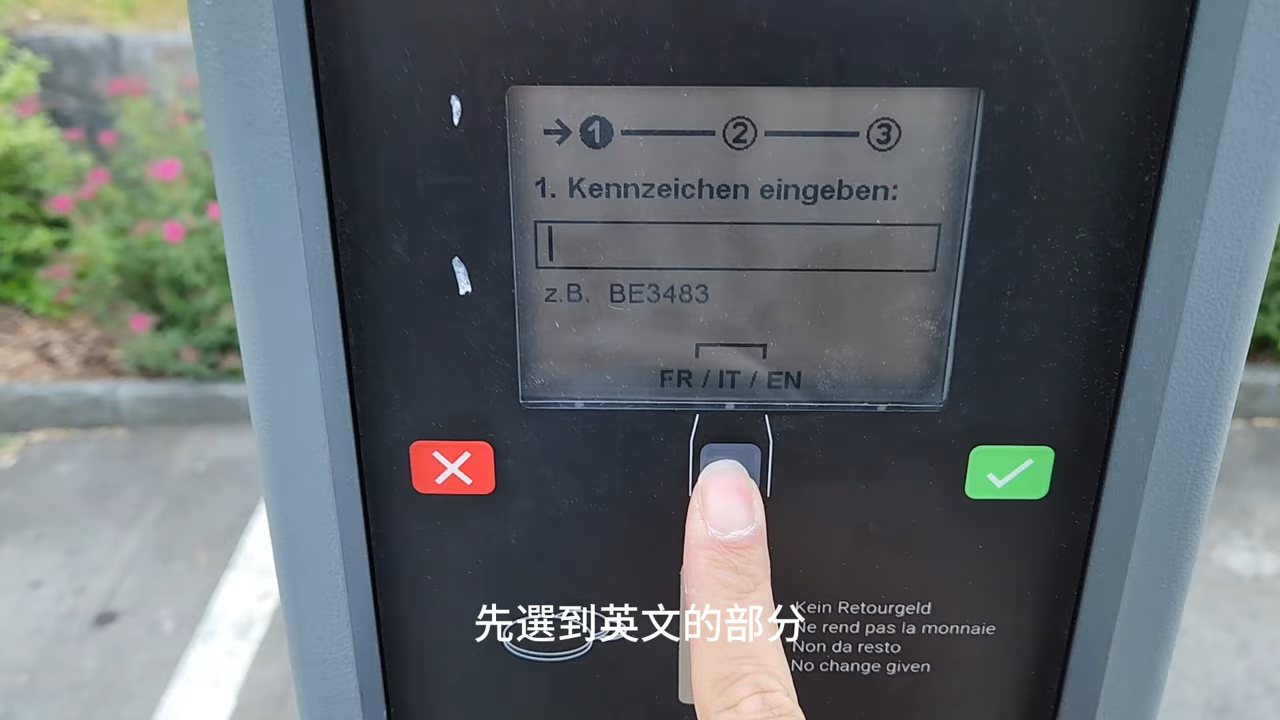 → 1 2 3
1. Kennzeichen eingeben:
z.B. BE3483
FR / IT / EN
先選到英文的部分
Kein Retourgeld
Ne rend pas la monnaie
Non da resto
No change given